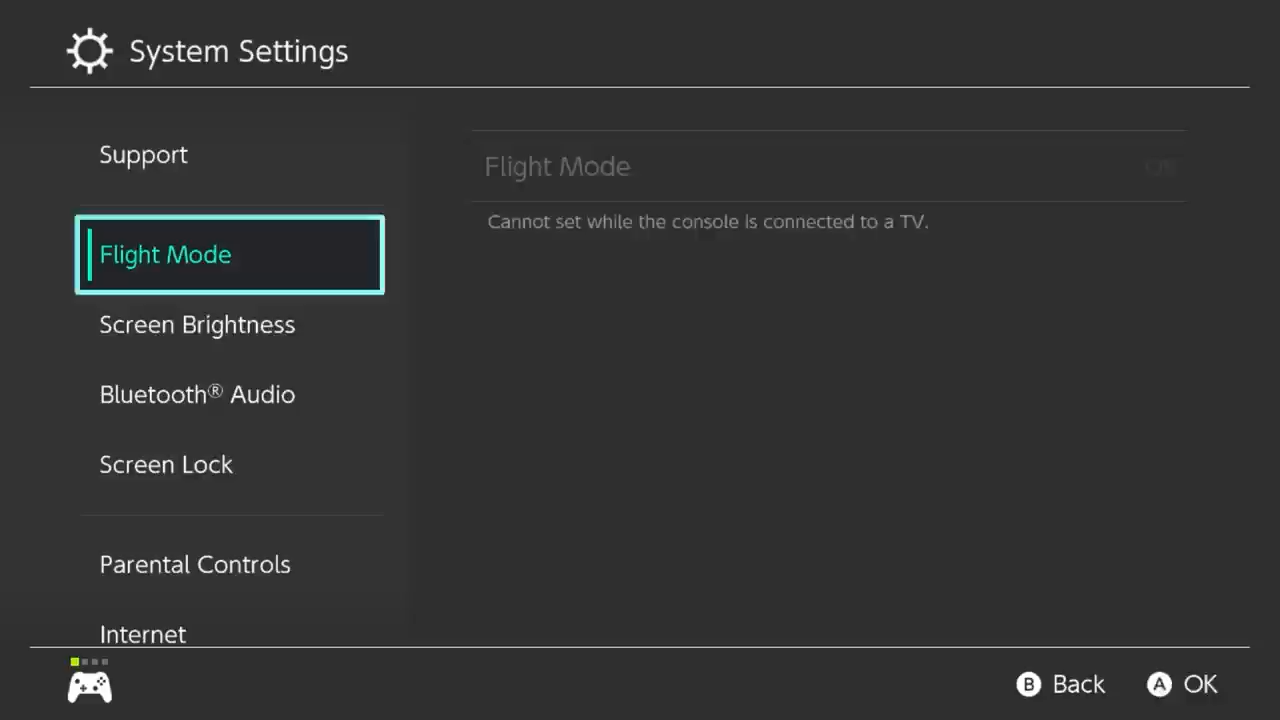 System Settings
Support
Flight Mode
Screen Brightness
Bluetooth® Audio
Screen Lock
Parental Controls
Internet
Flight Mode
Cannot set while the console is connected to a TV.
B Back
A OK